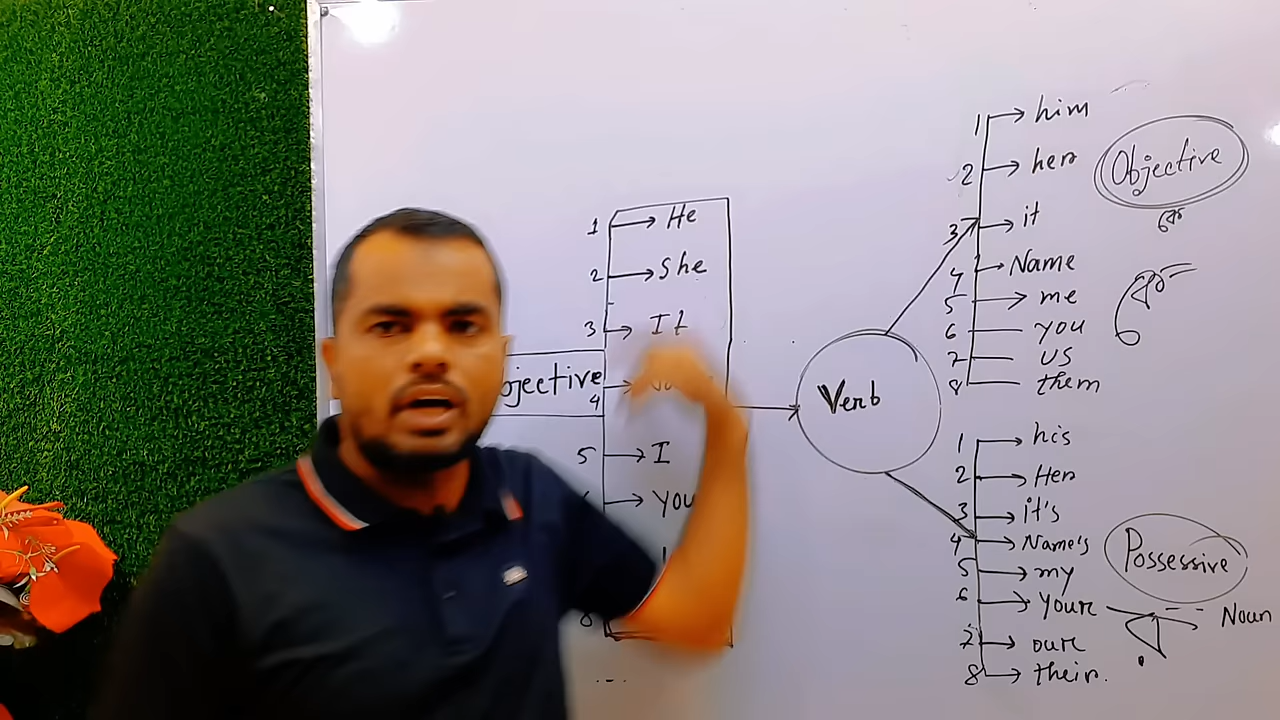 1 → He
2 → She
3 → It
bjective
4 →
5 → I
→ you
8
Verb
1 → him
2 → her
3 → it
4 → Name
5 → me
6 — you
7 — us
8 — them
Objective
কে
র্
1 → his
2 → Her
3 → it's
4 → Name's
5 → my
6 → your
7 → our
8 → their.
Possessive
Noun